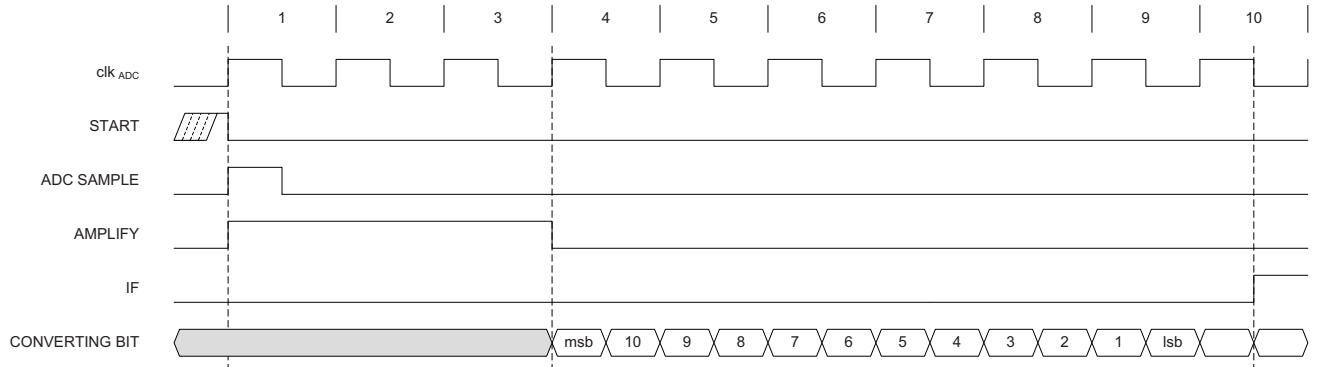 1 2 3 4 5 6 7 8 9 10
clk ADC
START
ADC SAMPLE
AMPLIFY
IF
CONVERTING BIT msb 10 9 8 7 6 5 4 3 2 1 lsb